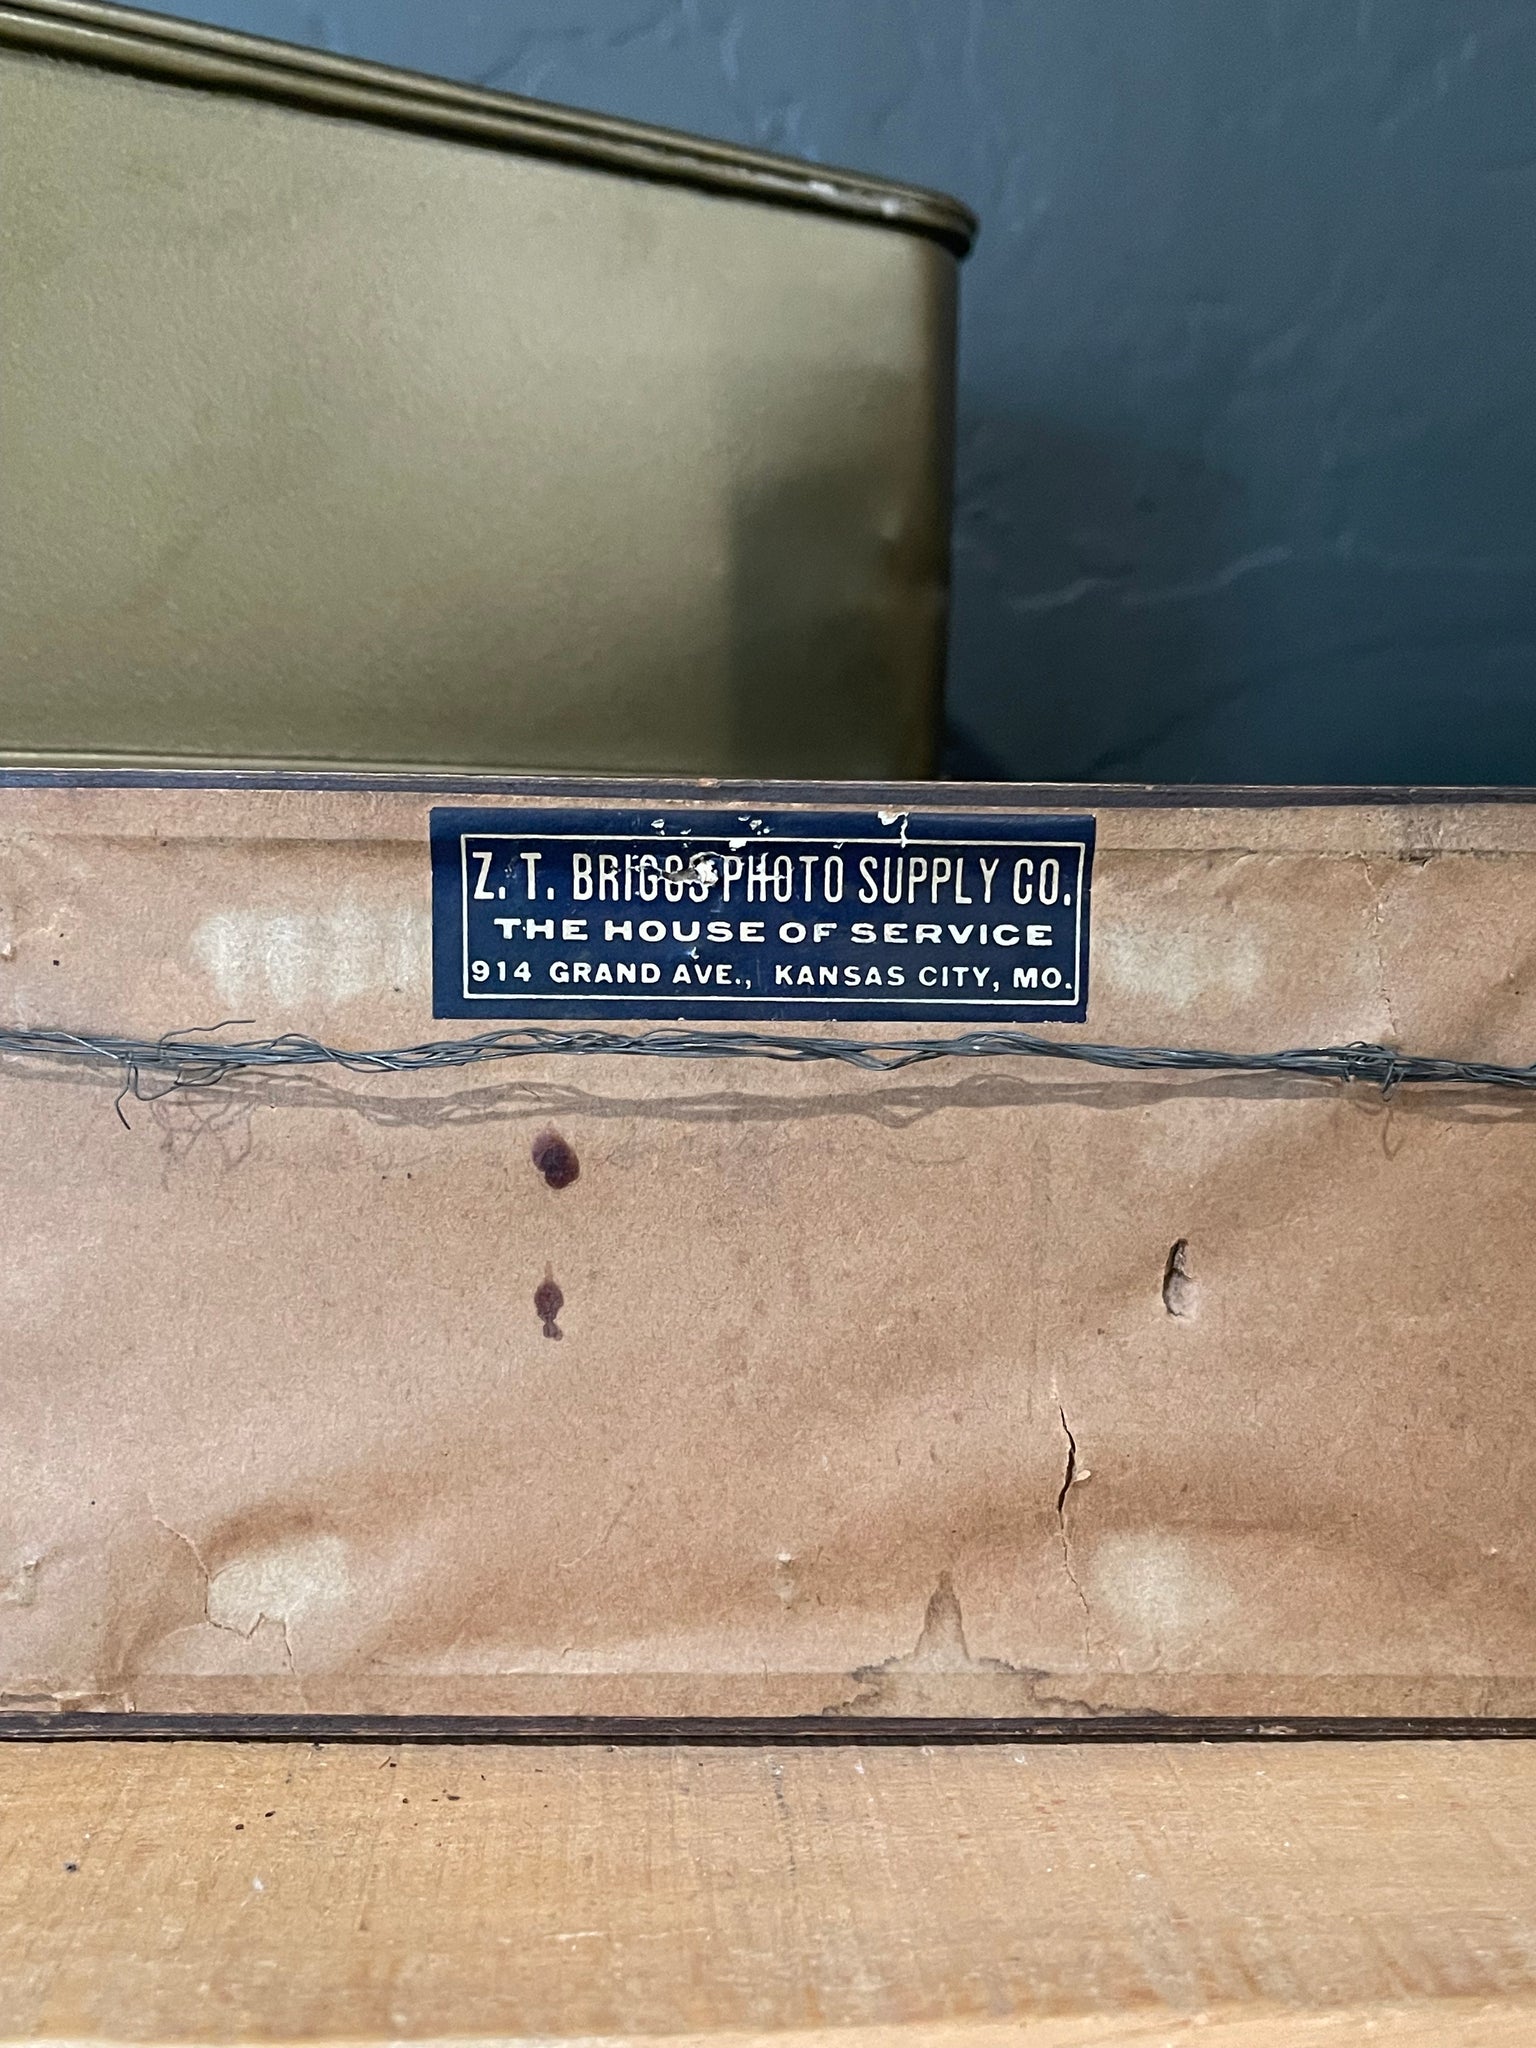 Z. T. BRIGGS PHOTO SUPPLY CO.
THE HOUSE OF SERVICE
914 GRAND AVE., KANSAS CITY, MO.